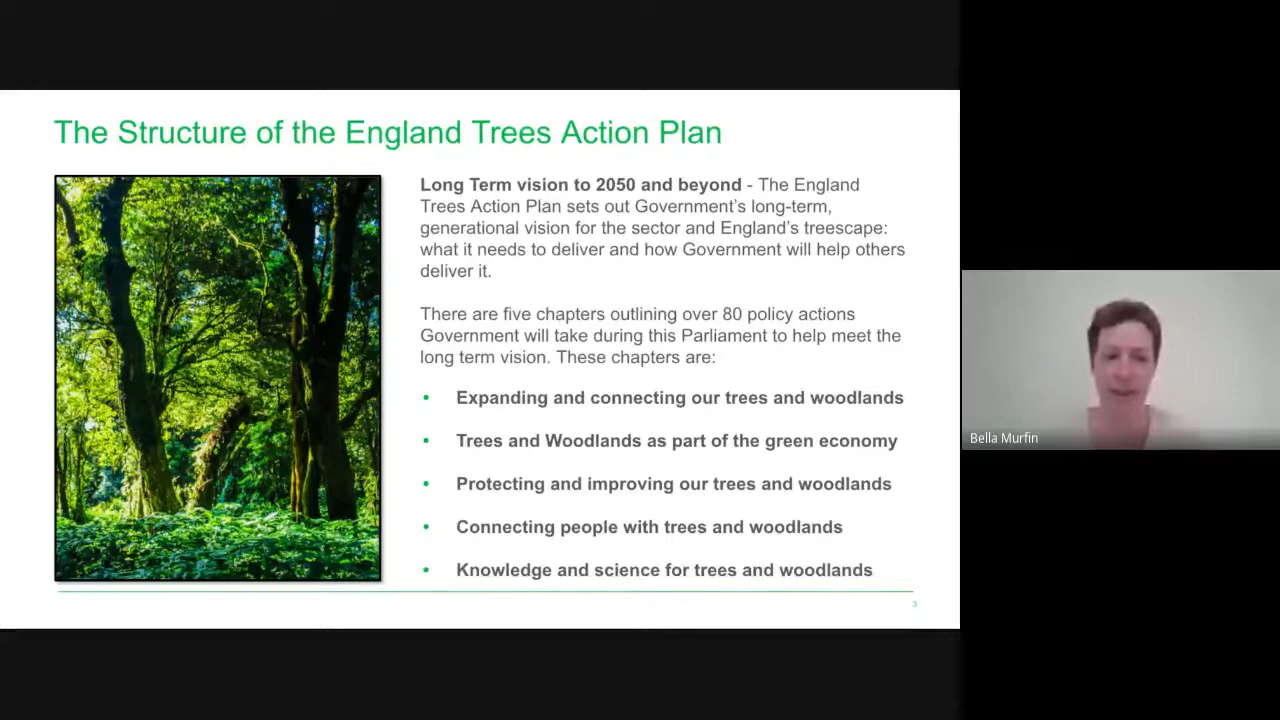 The Structure of the England Trees Action Plan
Long Term vision to 2050 and beyond - The England
Trees Action Plan sets out Government’s long-term,
generational vision for the sector and England’s treescape:
what it needs to deliver and how Government will help others
deliver it.
There are five chapters outlining over 80 policy actions
Government will take during this Parliament to help meet the
long term vision. These chapters are:
• Expanding and connecting our trees and woodlands
• Trees and Woodlands as part of the green economy
• Protecting and improving our trees and woodlands
• Connecting people with trees and woodlands
• Knowledge and science for trees and woodlands
3
Bella Murfin